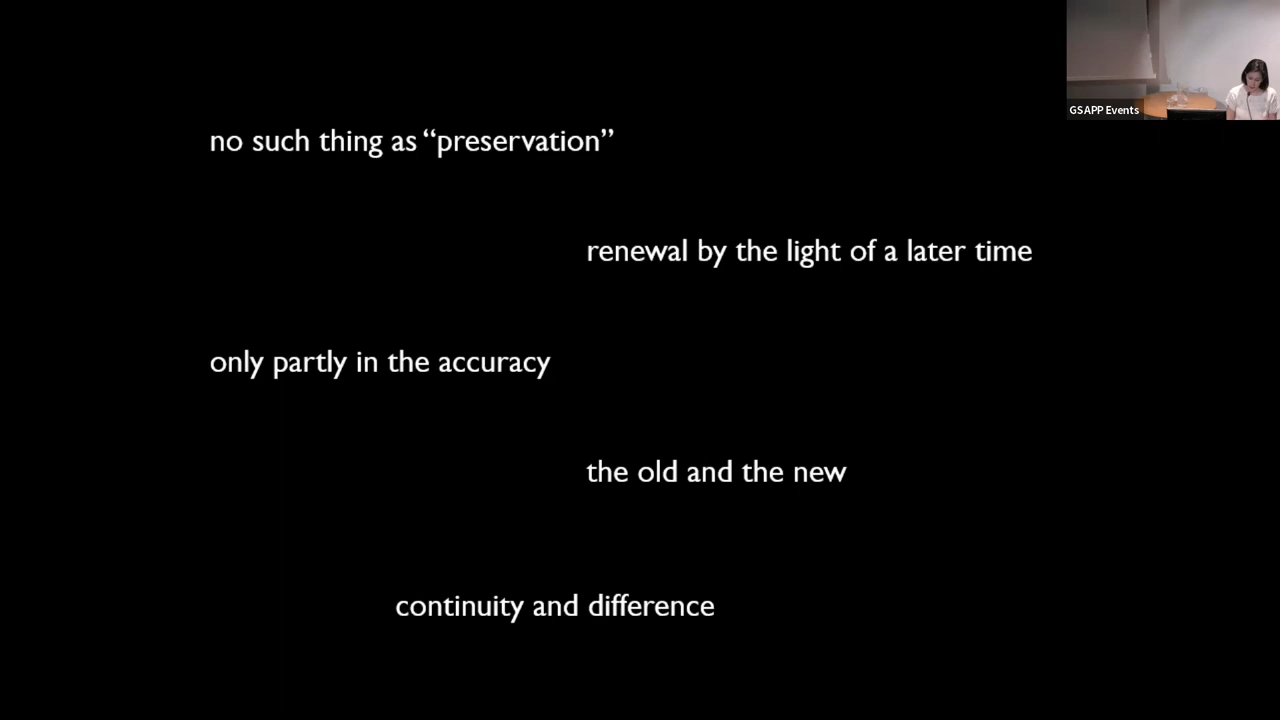 GSAPP Events
no such thing as “preservation”
renewal by the light of a later time
only partly in the accuracy
the old and the new
continuity and difference